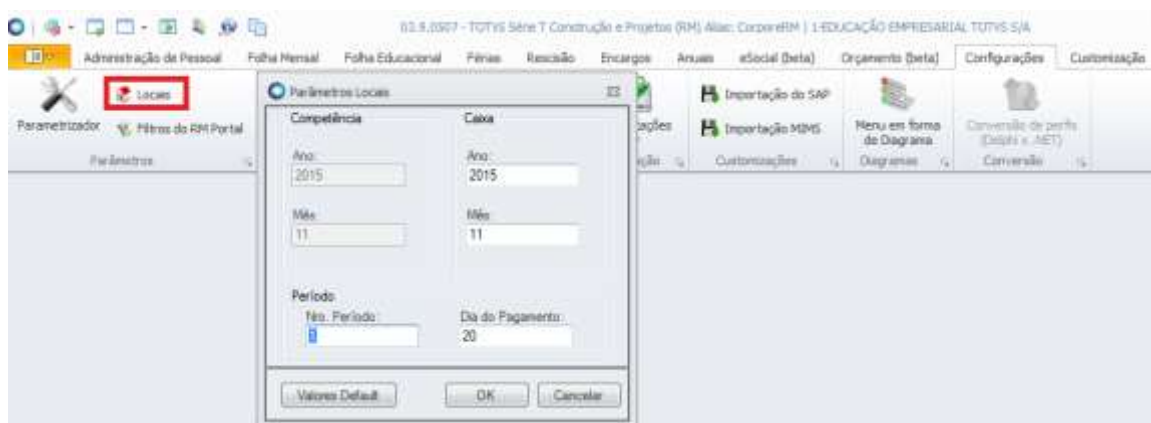 - TOTVS Série T Construção e Projetos (RM) Alias: CorporeRM | 1-EDUCAÇÃO EMPRESARIAL TOTVS S/A
Administração de Pessoal Folha Mensal Folha Educacional Férias Rescisão Encargos Anuais eSocial (beta) Orçamento (beta) Configurações Customização
Locais
Parametrizador Filtros do RM Portal
Parâmetros
Importação do SAP
Importação MIMS
Customizações
Menu em forma
de Diagrama
Diagramas
Conversão de perfis
(Delphi x .NET)
Conversão
Parâmetros Locais
Competência Caixa
Ano: Ano:
2015 2015
Mês: Mês:
11 11
Período
Nro. Período: Dia do Pagamento:
20
Valores Default OK Cancelar